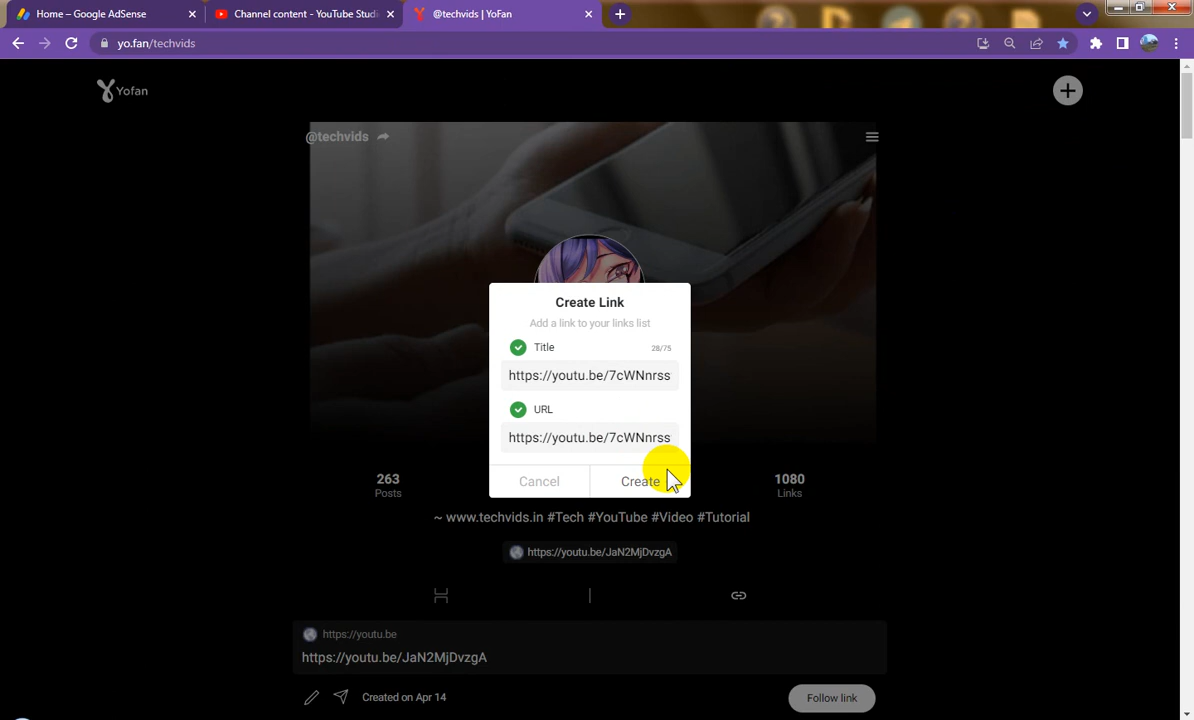 Home – Google AdSense
Channel content - YouTube Studi
@techvids | YoFan
yo.fan/techvids
Yofan
@techvids
Create Link
Add a link to your links list
Title
28/75
https://youtu.be/7cWNnrss
URL
https://youtu.be/7cWNnrss
Cancel
Create
263
Posts
1080
Links
~ www.techvids.in #Tech #YouTube #Video #Tutorial
https://youtu.be/JaN2MjDvzgA
https://youtu.be
https://youtu.be/JaN2MjDvzgA
Created on Apr 14
Follow link